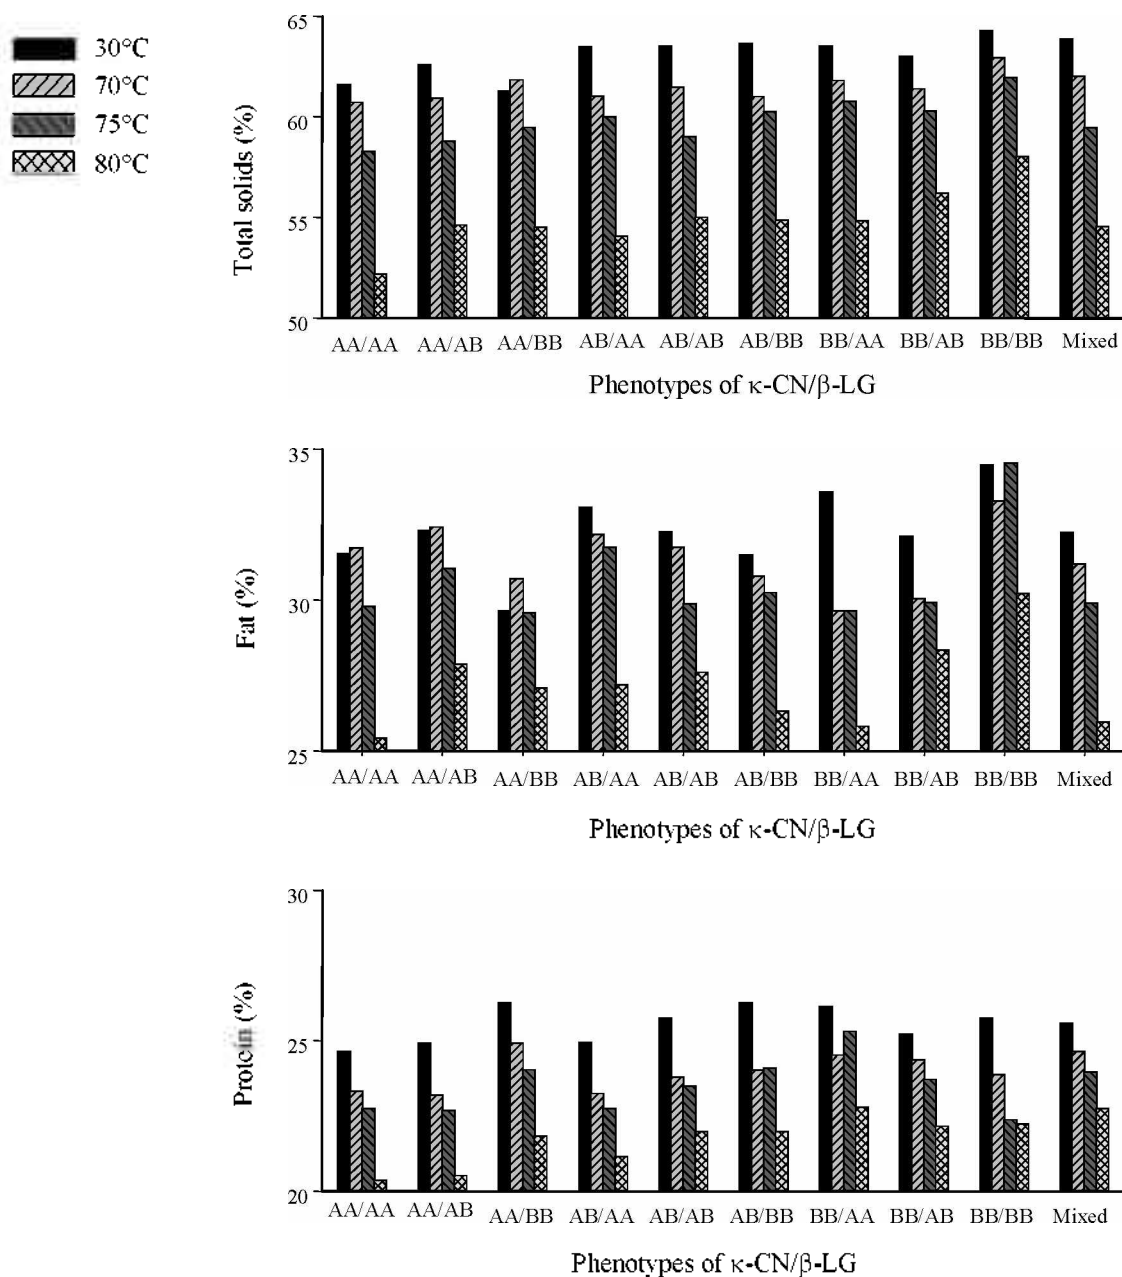 30°C
70°C
75°C
80°C
65
60
55
50
Total solids (%)
AA/AA AA/AB AA/BB AB/AA AB/AB AB/BB BB/AA BB/AB BB/BB Mixed
Phenotypes of κ-CN/β-LG
35
30
25
Fat (%)
AA/AA AA/AB AA/BB AB/AA AB/AB AB/BB BB/AA BB/AB BB/BB Mixed
Phenotypes of κ-CN/β-LG
30
25
20
Protein (%)
AA/AA AA/AB AA/BB AB/AA AB/AB AB/BB BB/AA BB/AB BB/BB Mixed
Phenotypes of κ-CN/β-LG